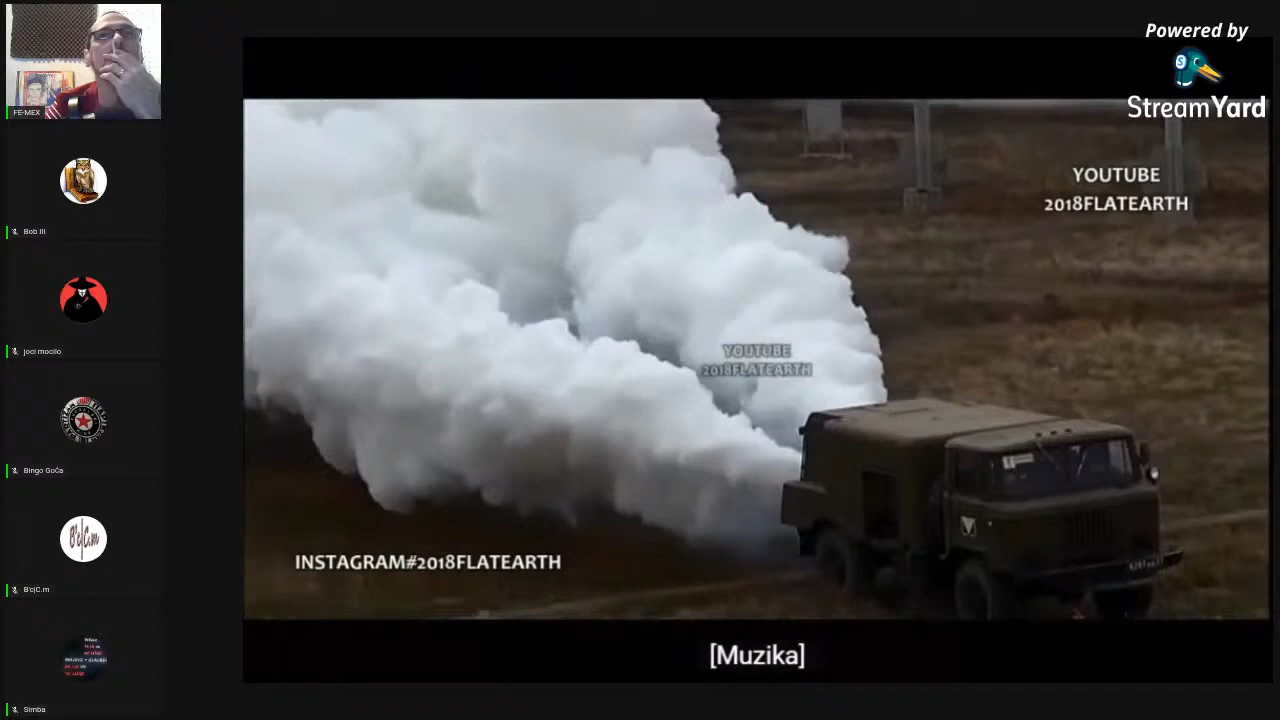 Powered by
StreamYard
FE-MEX
YOUTUBE
2018FLATEARTH
Bob III
joci mocilo
YOUTUBE
2018FLATEARTH
Bingo Goča
INSTAGRAM#2018FLATEARTH
B'c|C.m
B'c|C.m
[Muzika]
Simba